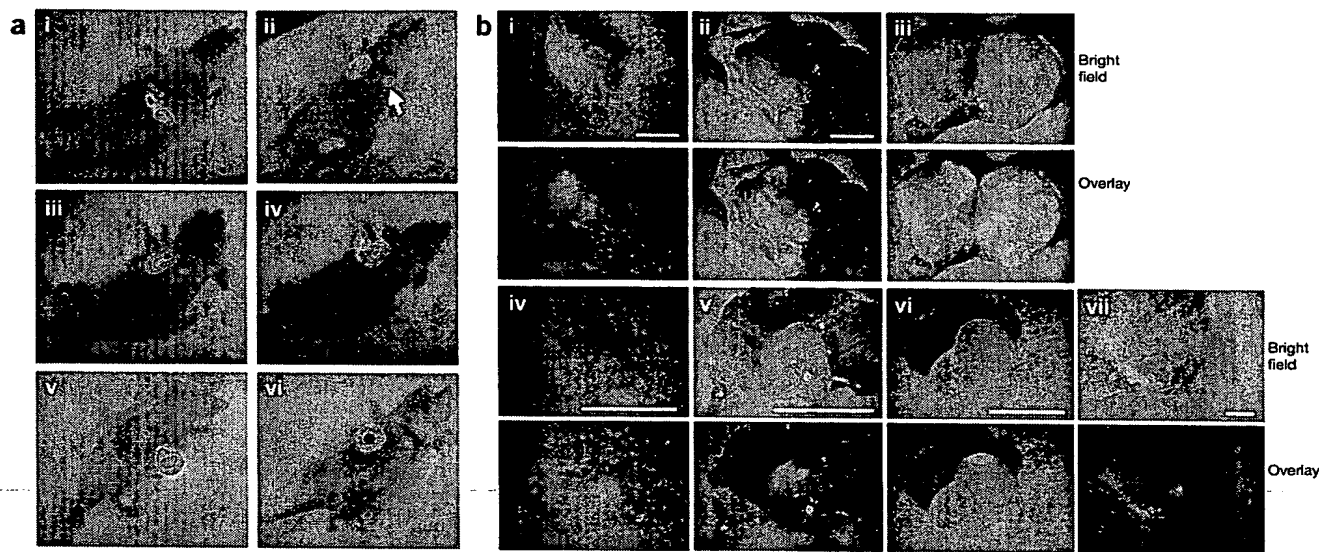 a
i
ii
iii
iv
v
vi
b
i
ii
iii
Bright
field
Overlay
iv
v
vi
vii
Bright
field
Overlay